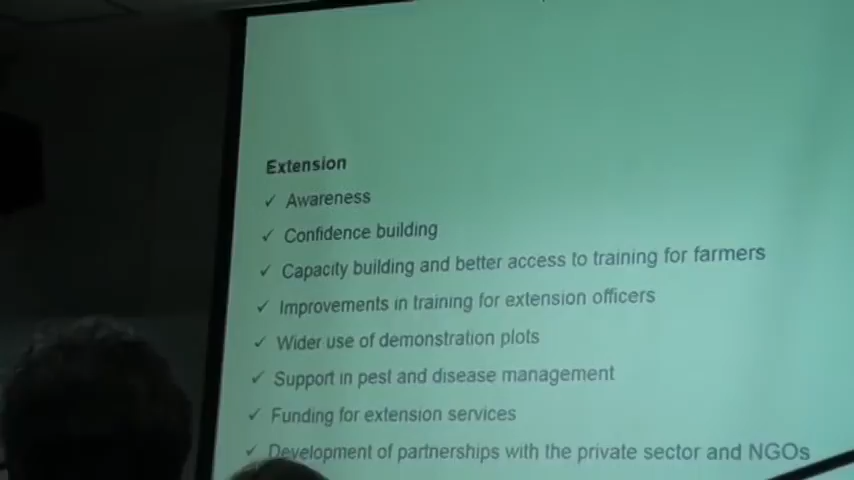 Extension
✓ Awareness
✓ Confidence building
✓ Capacity building and better access to training for farmers
✓ Improvements in training for extension officers
✓ Wider use of demonstration plots
✓ Support in pest and disease management
✓ Funding for extension services
✓ Development of partnerships with the private sector and NGOs